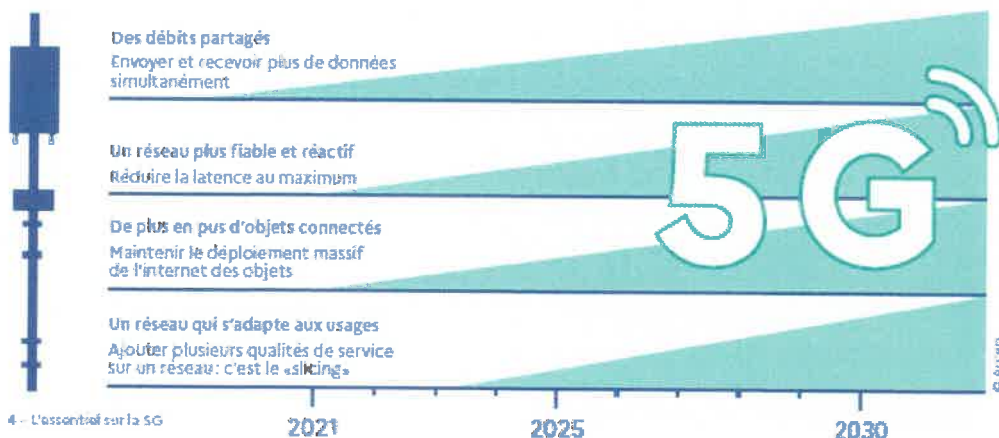 Des débits partagés
Envoyer et recevoir plus de données
simultanément
Un réseau plus fiable et réactif
Réduire la latence au maximum
De plus en pus d'objets connectés
Maintenir le déploiement massif
de l'internet des objets
Un réseau qui s'adapte aux usages
Ajouter plusieurs qualités de service
sur un réseau: c'est le «slicing»
5G
4 – L'essentiel sur la 5G
2021
2025
2030